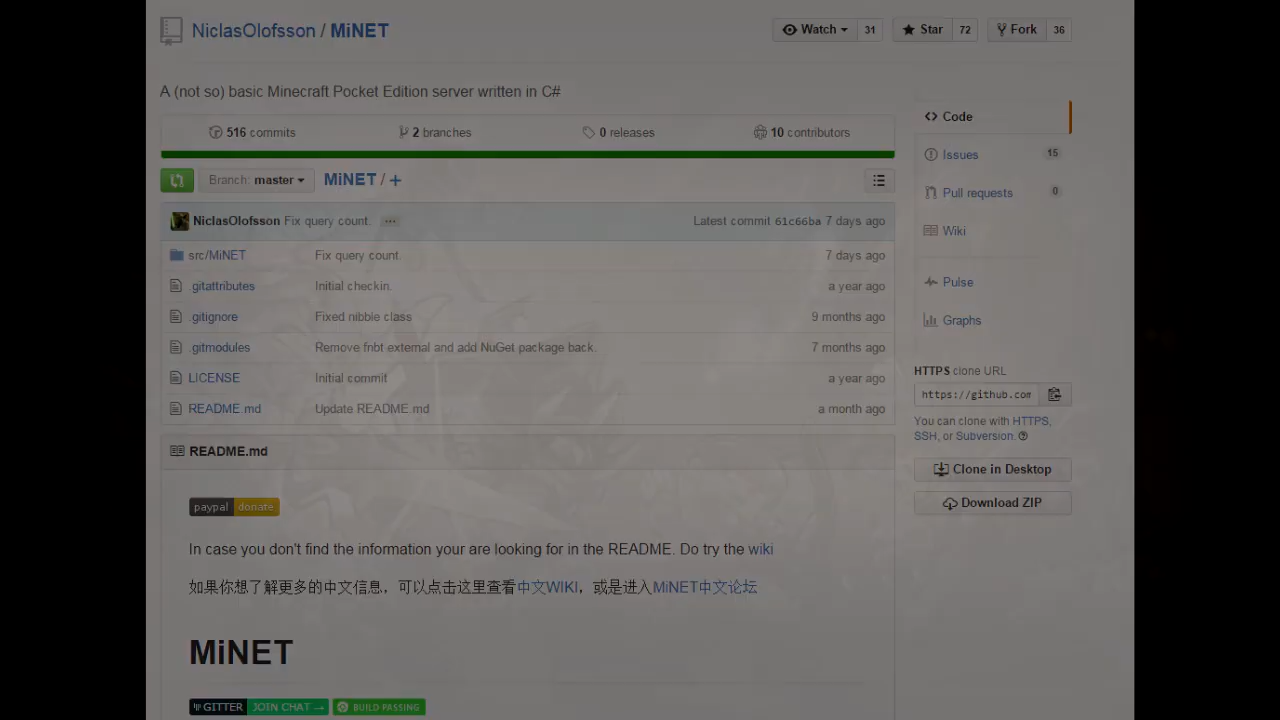 NiclasOlofsson / MiNET
Watch 31 Star 72 Fork 36
A (not so) basic Minecraft Pocket Edition server written in C#
516 commits 2 branches 0 releases 10 contributors
Branch: master MiNET / +
NiclasOlofsson Fix query count. ... Latest commit 61c66ba 7 days ago
src/MiNET Fix query count. 7 days ago
.gitattributes Initial checkin. a year ago
.gitignore Fixed nibble class 9 months ago
.gitmodules Remove fnbt external and add NuGet package back. 7 months ago
LICENSE Initial commit a year ago
README.md Update README.md a month ago
README.md
paypal donate
In case you don't find the information your are looking for in the README. Do try the wiki
如果你想了解更多的中文信息，可以点击这里查看中文WIKI，或是进入MiNET中文论坛
MiNET
GITTER JOIN CHAT → BUILD PASSING
Code
Issues 15
Pull requests 0
Wiki
Pulse
Graphs
HTTPS clone URL
https://github.com
You can clone with HTTPS,
SSH, or Subversion.
Clone in Desktop
Download ZIP